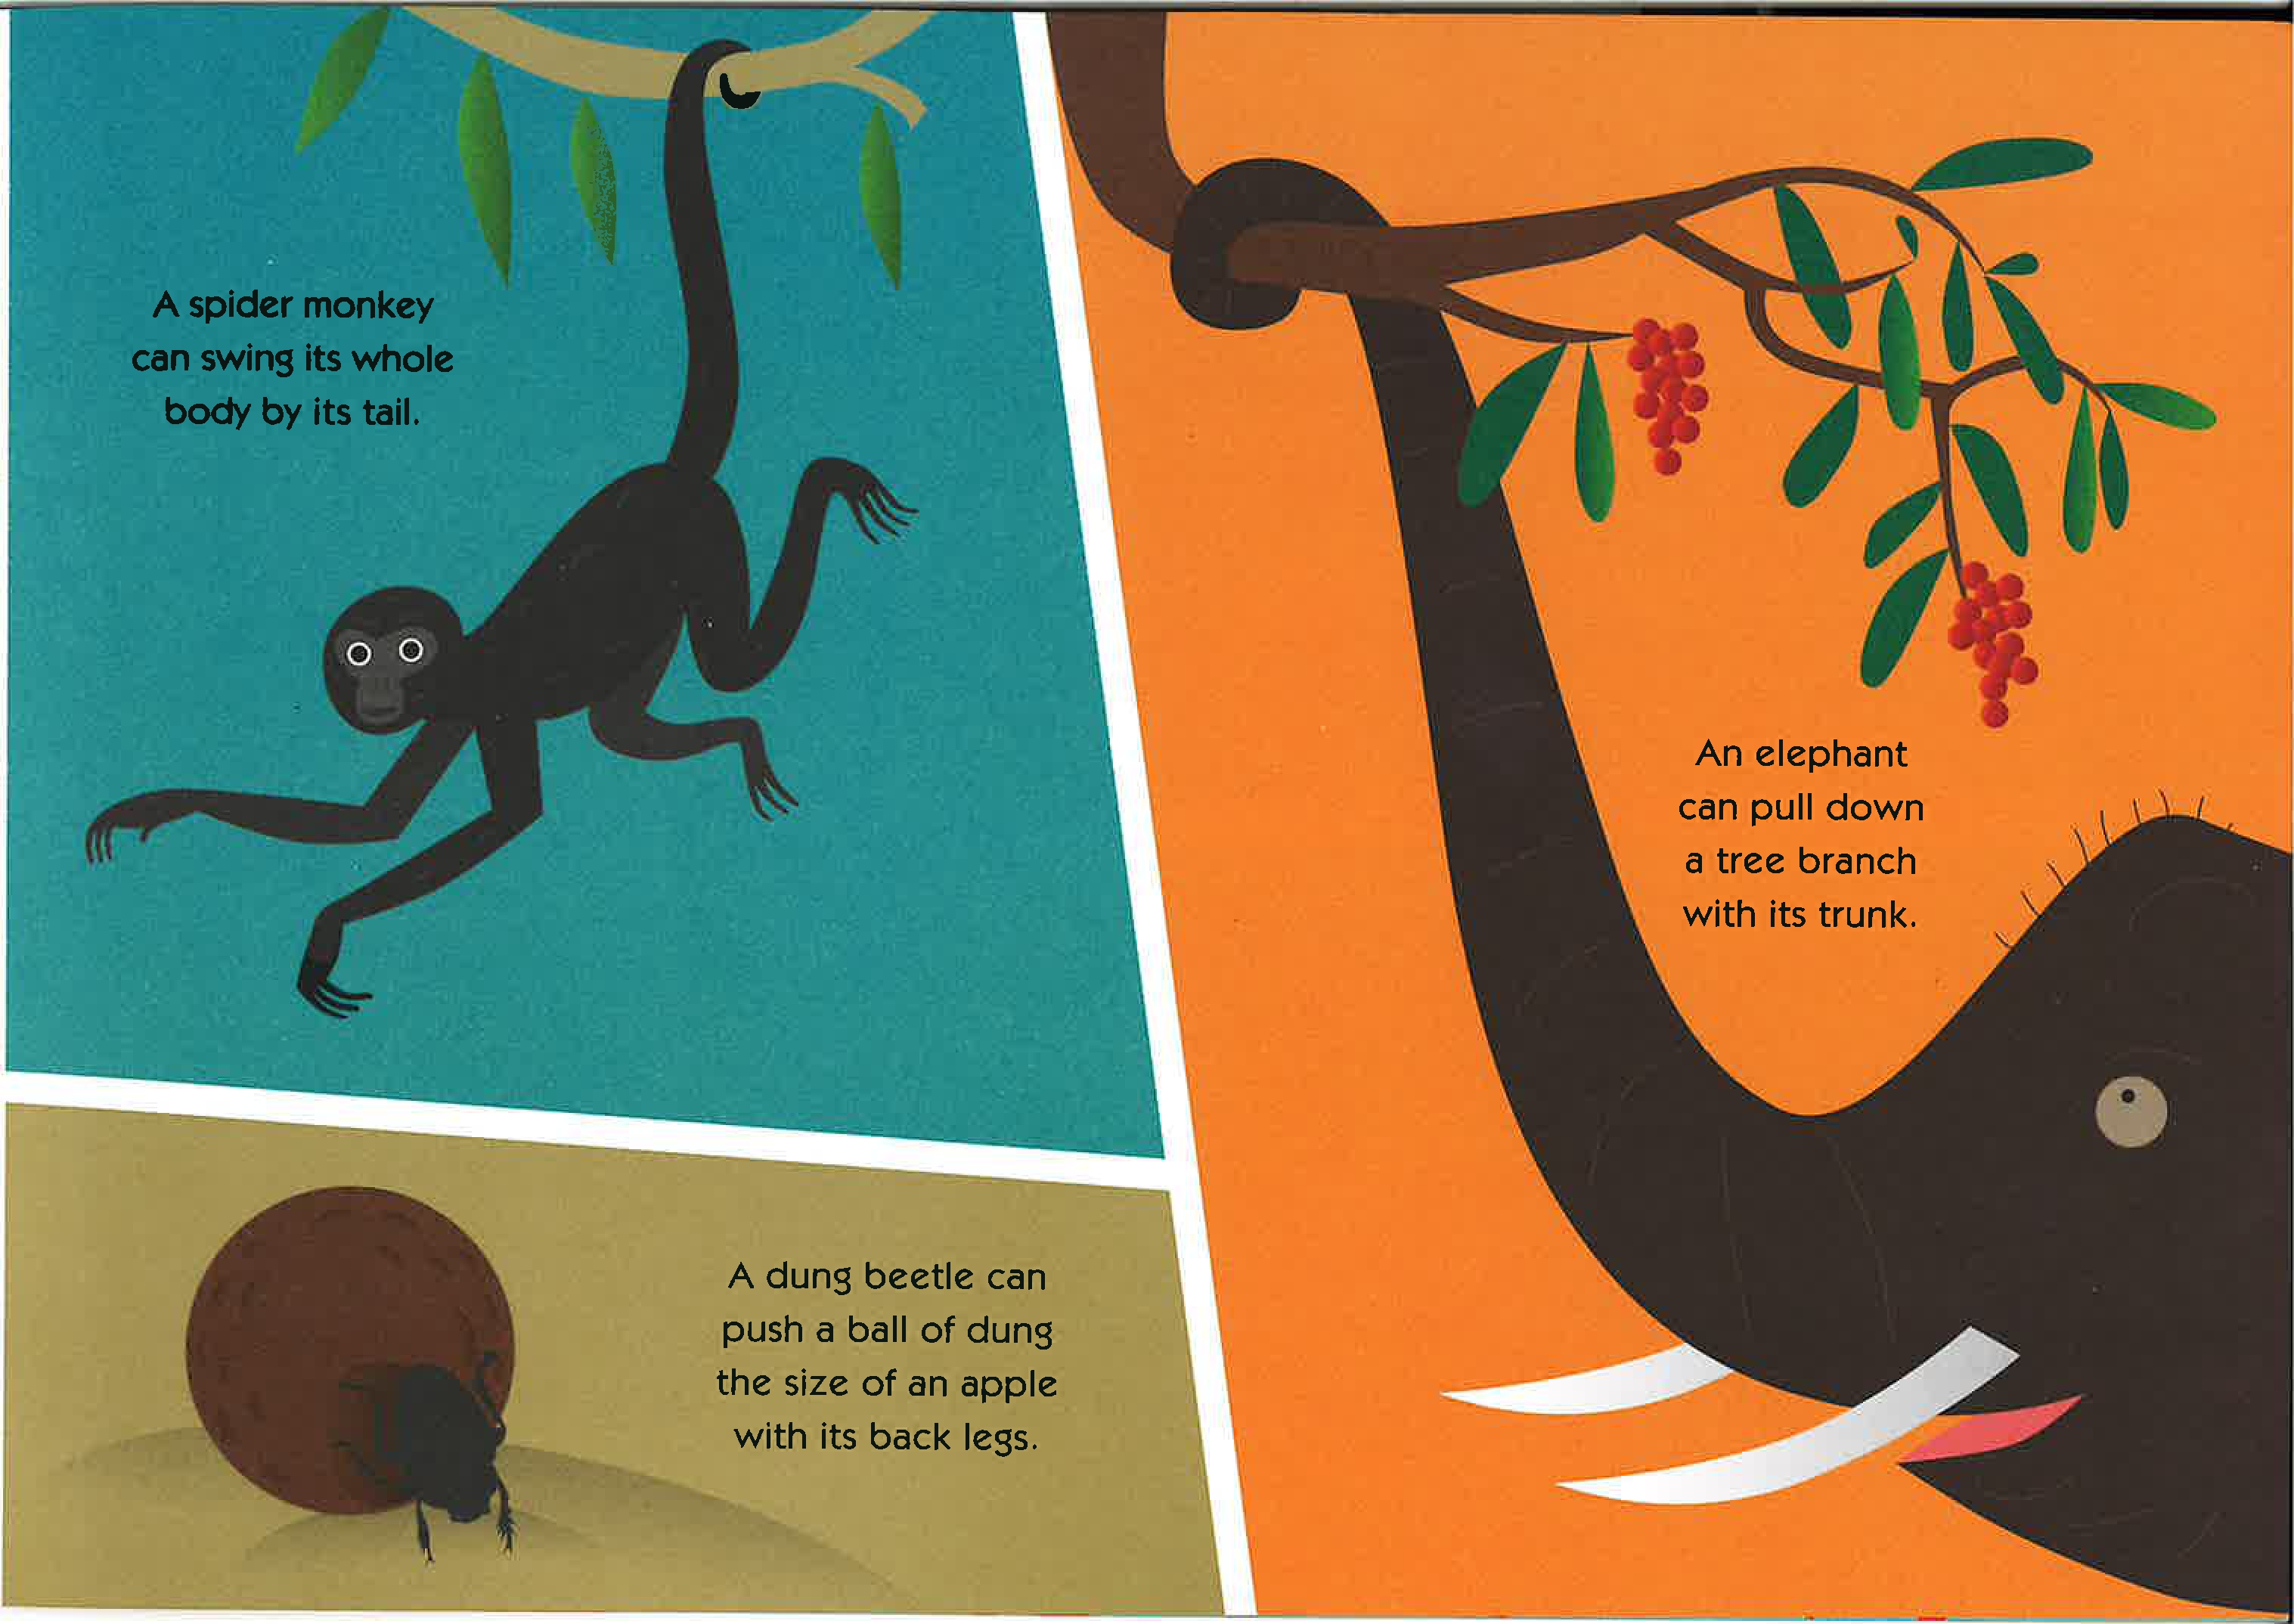 A spider monkey
can swing its whole
body by its tail.
An elephant
can pull down
a tree branch
with its trunk.
A dung beetle can
push a ball of dung
the size of an apple
with its back legs.